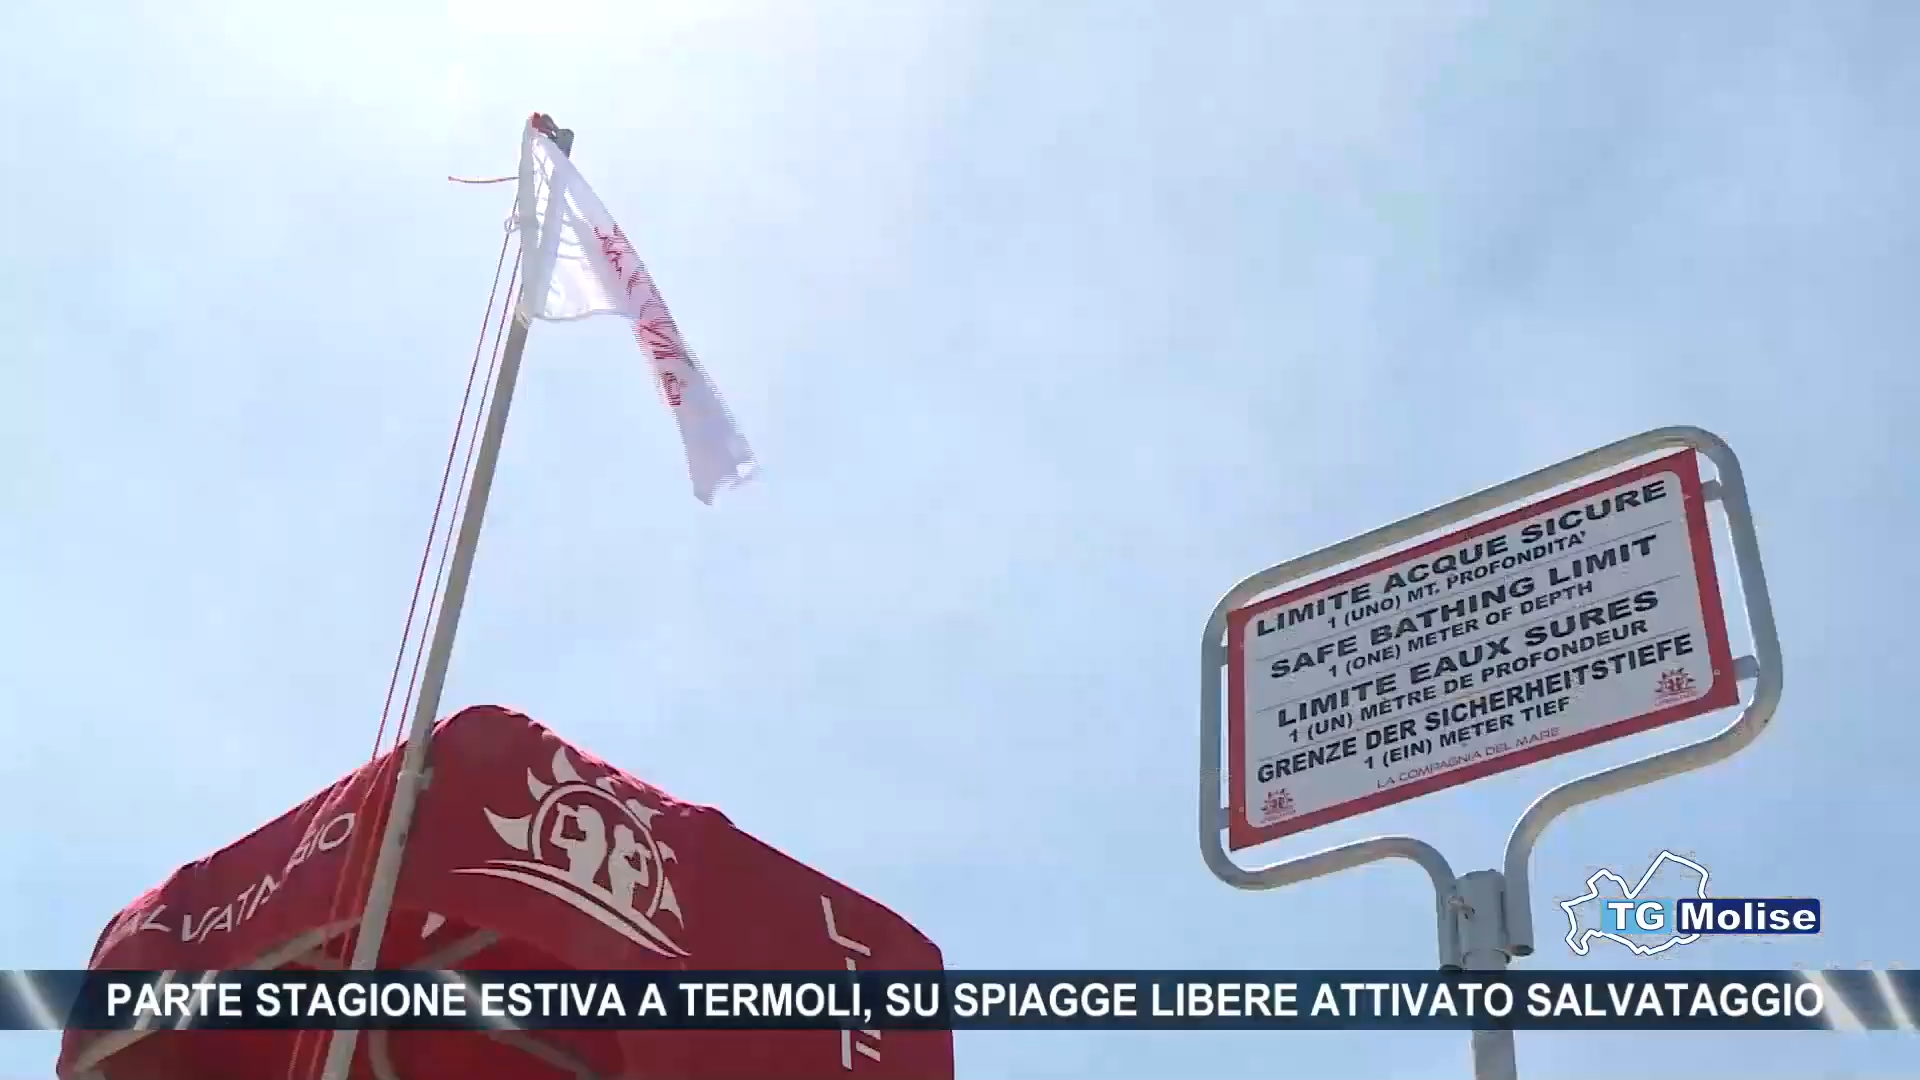 LIMITE ACQUE SICURE
1 (UNO) MT. PROFONDITA'
SAFE BATHING LIMIT
1 (ONE) METER OF DEPTH
LIMITE EAUX SURES
1 (UN) MÈTRE DE PROFONDEUR
GRENZE DER SICHERHEITSTIEFE
1 (EIN) METER TIEF
LA COMPAGNIA DEL MARE
SALVATAGGIO
TG Molise
PARTE STAGIONE ESTIVA A TERMOLI, SU SPIAGGE LIBERE ATTIVATO SALVATAGGIO